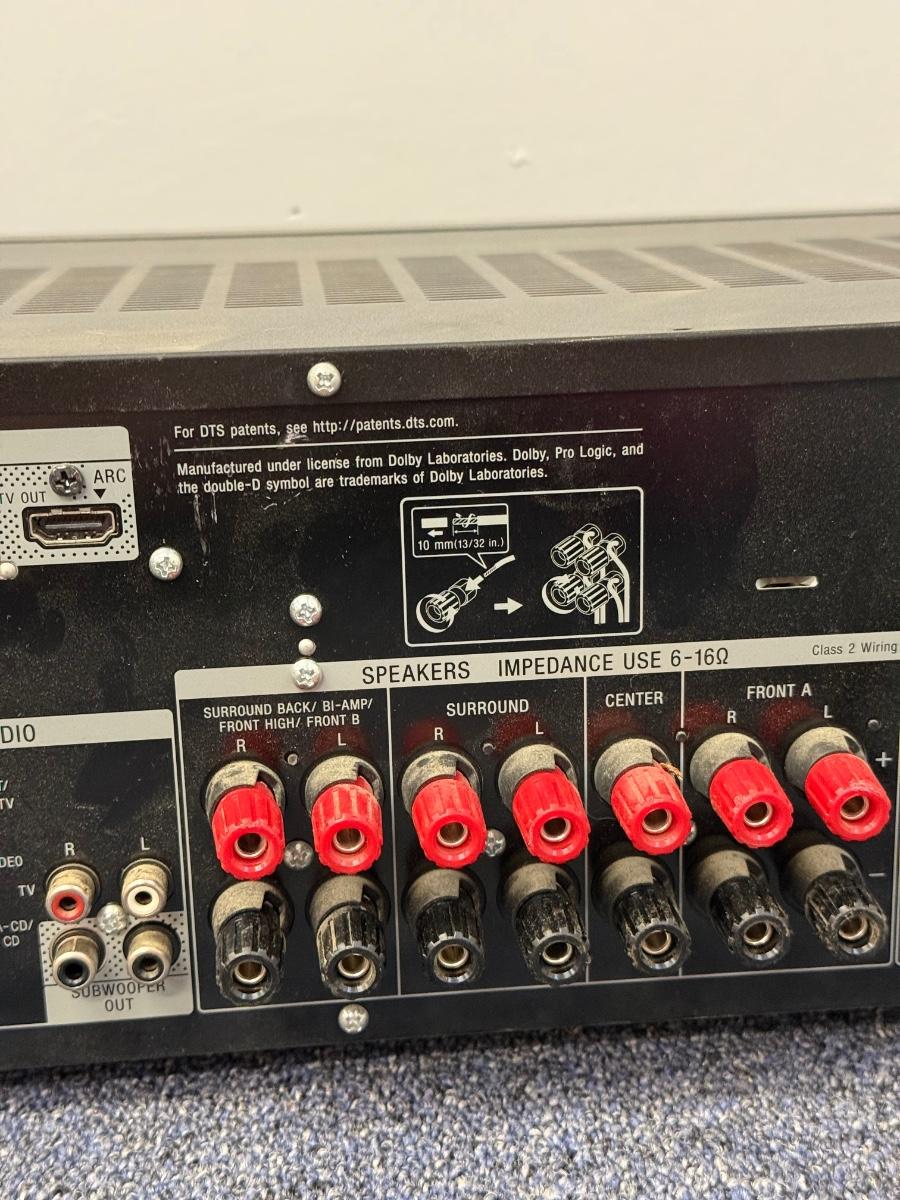 For DTS patents, see http://patents.dts.com.
Manufactured under license from Dolby Laboratories. Dolby, Pro Logic, and
the double-D symbol are trademarks of Dolby Laboratories.
ARC
TV OUT
10 mm(13/32 in.)
SPEAKERS IMPEDANCE USE 6-16Ω
Class 2 Wiring
SURROUND BACK/ BI-AMP/
FRONT HIGH/ FRONT B
R L
SURROUND
R L
CENTER
FRONT A
R L
+
−
R L
TV
CD/
CD
SUBWOOFER
OUT